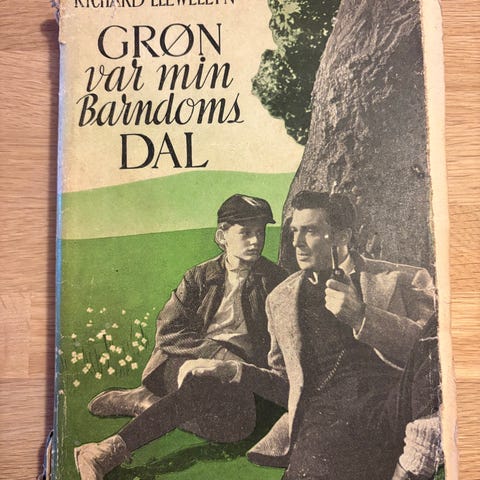 RICHARD LLEWELLYN
GRØN
var min
Barndoms
DAL